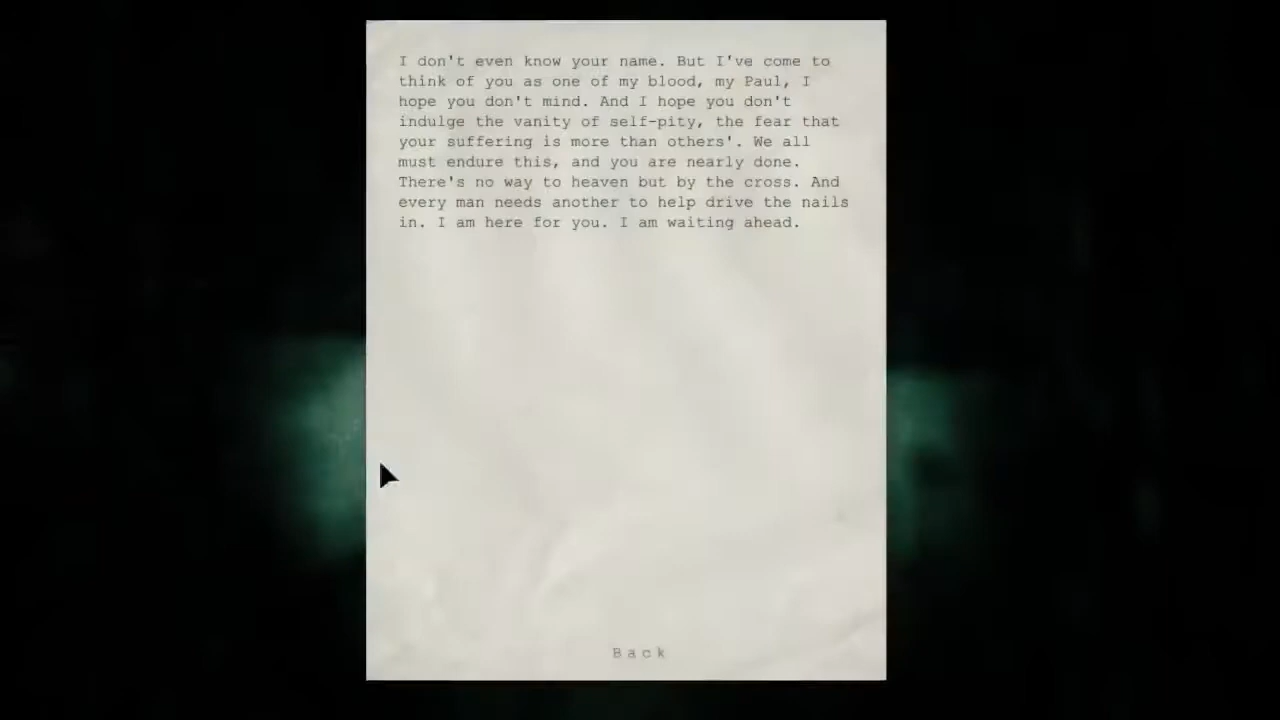 I don't even know your name. But I've come to
think of you as one of my blood, my Paul, I
hope you don't mind. And I hope you don't
indulge the vanity of self-pity, the fear that
your suffering is more than others'. We all
must endure this, and you are nearly done.
There's no way to heaven but by the cross. And
every man needs another to help drive the nails
in. I am here for you. I am waiting ahead.
Back